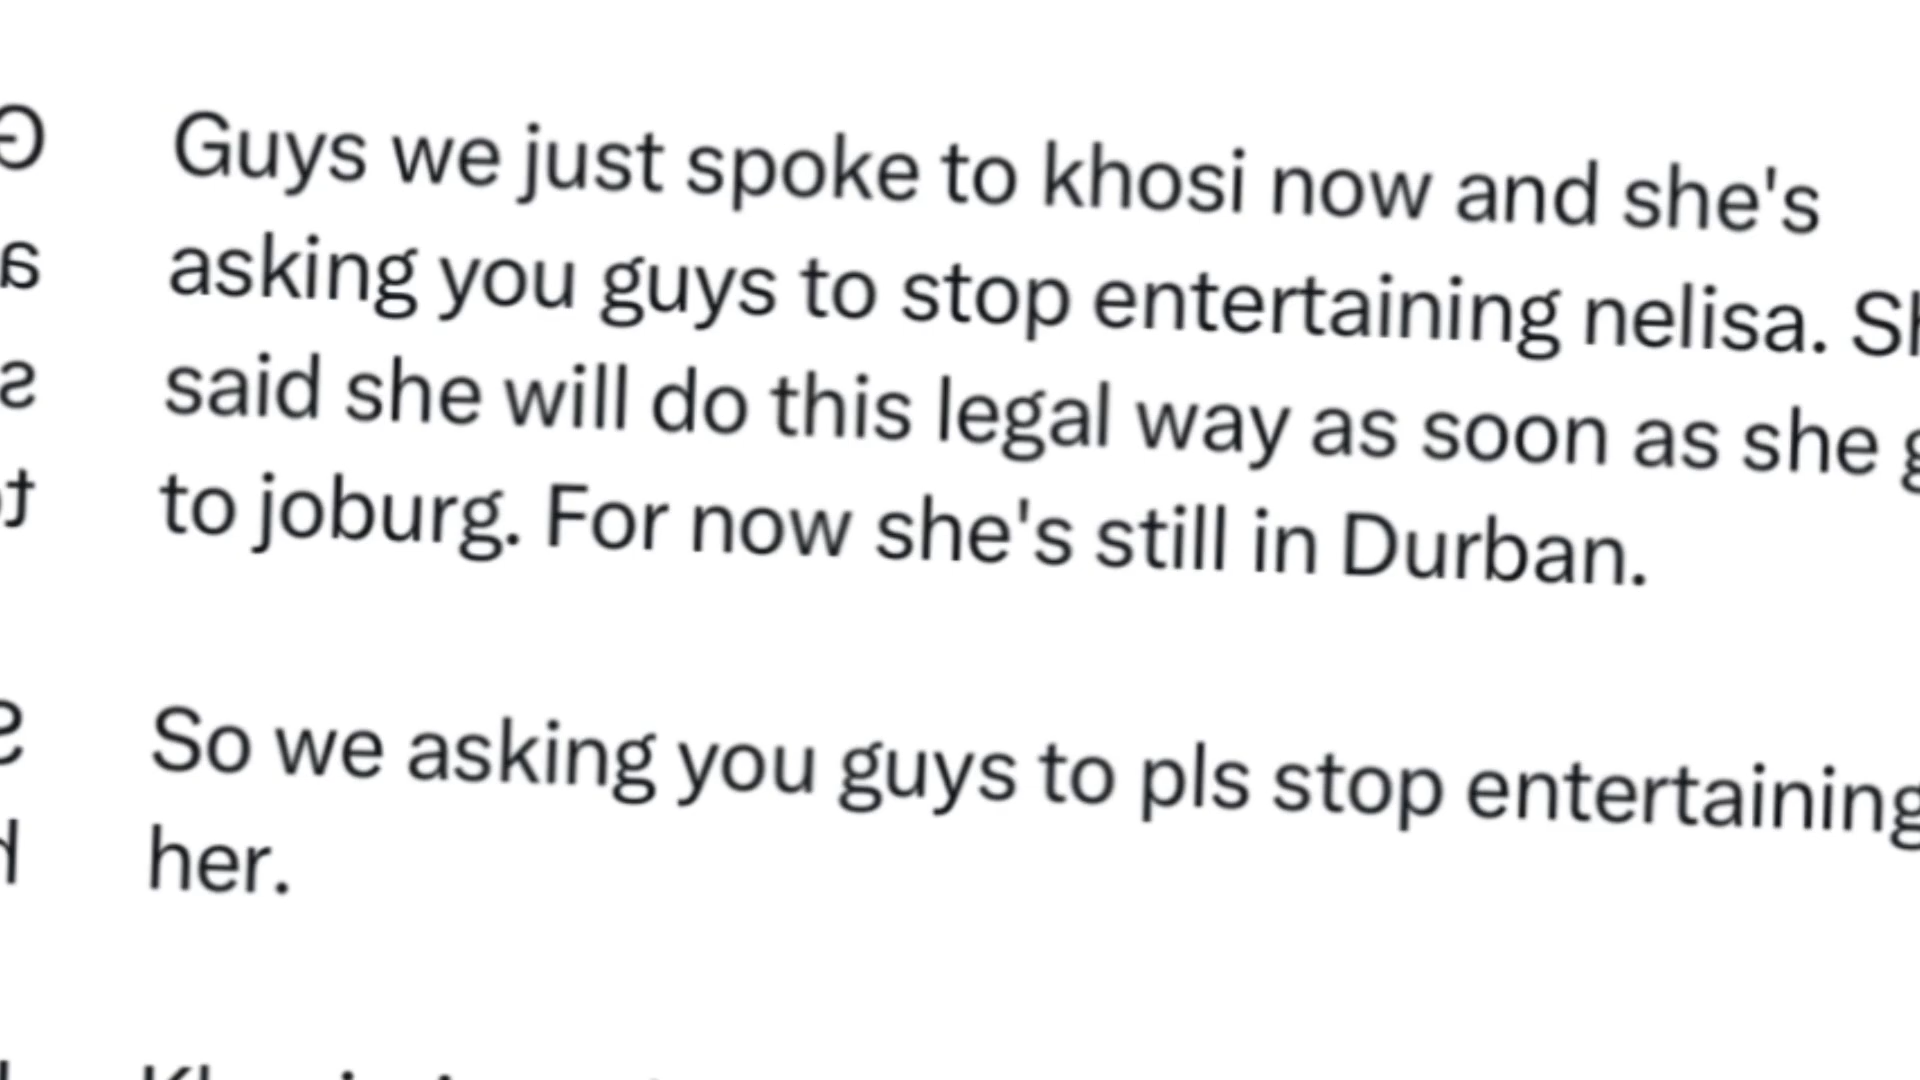 Guys we just spoke to khosi now and she's
asking you guys to stop entertaining nelisa.
said she will do this legal way as soon as she
to joburg. For now she's still in Durban.
So we asking you guys to pls stop entertaining
her.